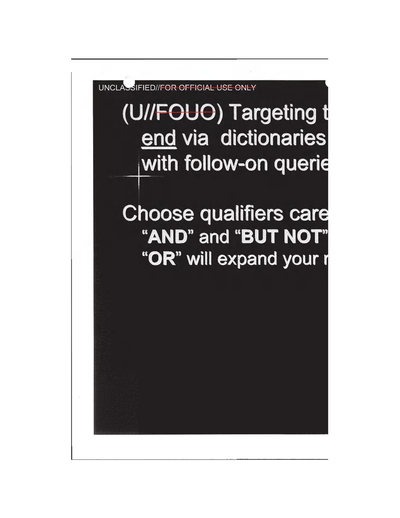 UNCLASSIFIED//FOR OFFICIAL USE ONLY
(U//FOUO) Targeting t
end via dictionaries
with follow-on querie
Choose qualifiers care
“AND” and “BUT NOT”
“OR” will expand your r